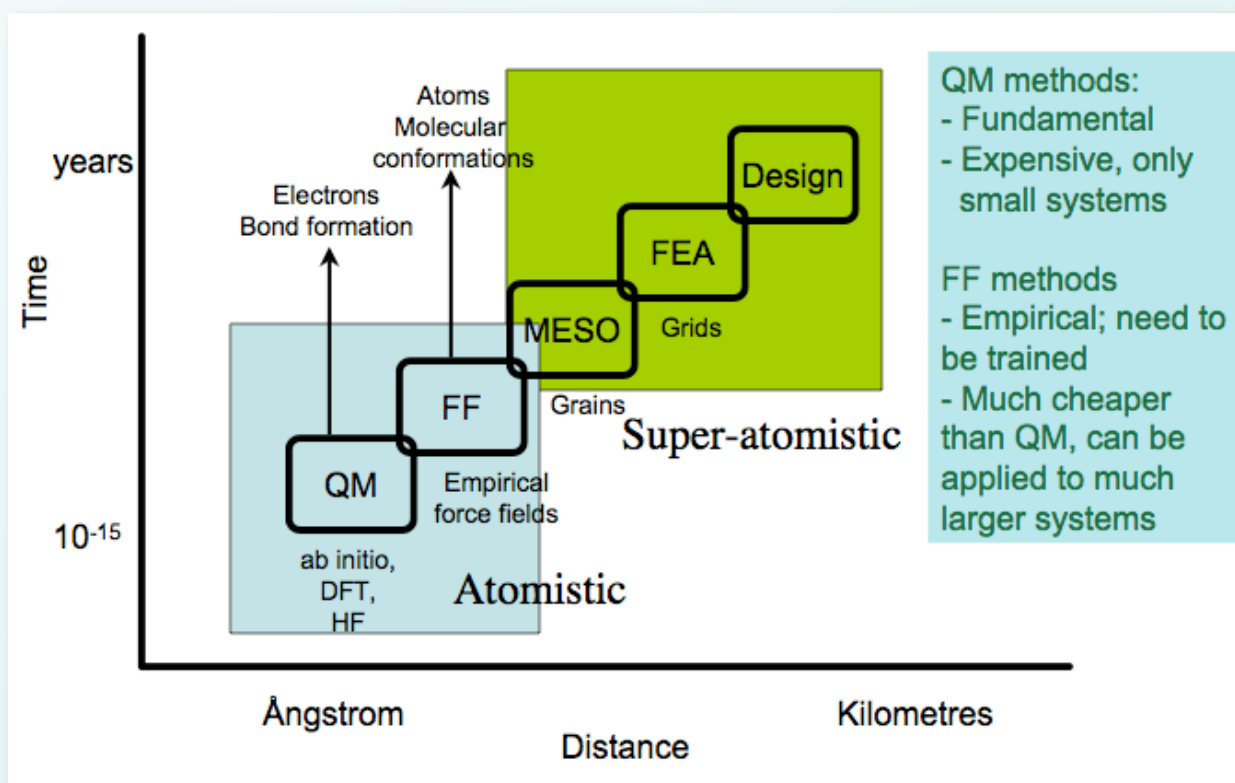 Time
years
10-15
Electrons
Bond formation
Atoms
Molecular
conformations
Design
FEA
MESO
Grids
FF
Grains
Super-atomistic
QM
Empirical
force fields
ab initio,
DFT,
HF
Atomistic
Ångstrom
Kilometres
Distance
QM methods:
- Fundamental
- Expensive, only
small systems
FF methods
- Empirical; need to
be trained
- Much cheaper
than QM, can be
applied to much
larger systems